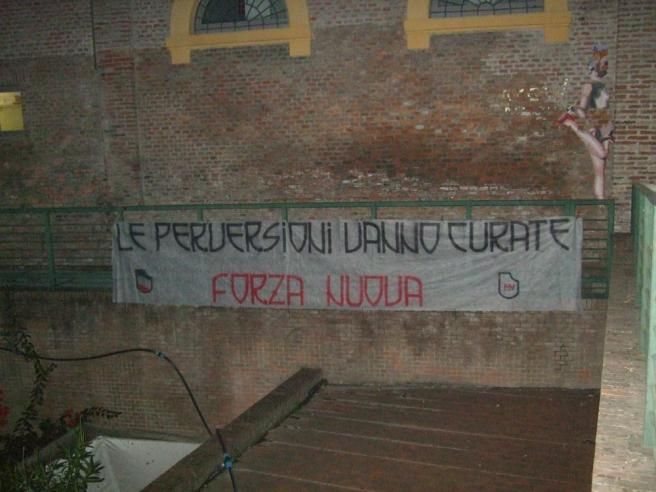 LE PERVERSIONI VANNO CURATE
FORZA NUOVA